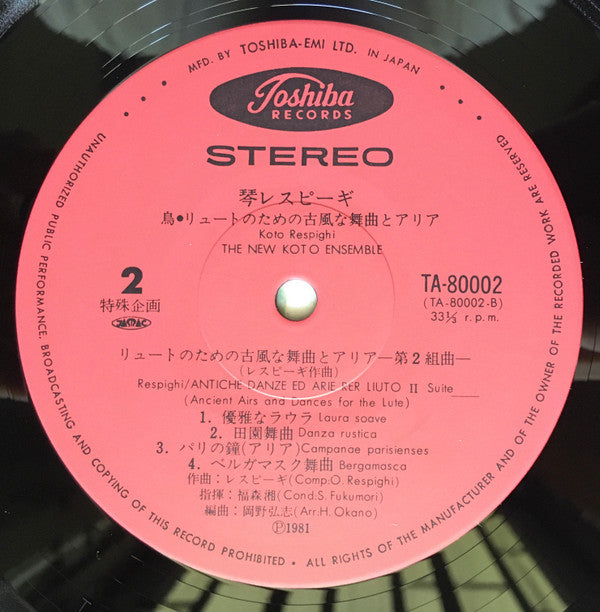 MFD. BY TOSHIBA-EMI LTD. IN JAPAN
Toshiba
RECORDS
STEREO
琴レスピーギ
鳥●リュートのための古風な舞曲とアリア
Koto Respighi
THE NEW KOTO ENSEMBLE
2
特殊企画
JASRAC
TA-80002
(TA-80002-B)
33⅓ r.p.m.
リュートのための古風な舞曲とアリア—第2組曲—
(レスピーギ作曲)
Respighi/ANTICHE DANZE ED ARIE RER LIUTO II Suite
(Ancient Airs and Dances for the Lute)
1. 優雅なラウラ Laura soave
2. 田園舞曲 Danza rustica
3. パリの鐘(アリア) Campanae parisienses
4. ベルガマスク舞曲 Bergamasca
作曲：レスピーギ(Comp.O. Respighi)
指揮：福森湘(Cond.S. Fukumori)
編曲：岡野弘志(Arr.H. Okano)
Ⓟ1981
UNAUTHORIZED PUBLIC PERFORMANCE, BROADCASTING AND COPYING OF THIS RECORD PROHIBITED • ALL RIGHTS OF THE MANUFACTURER AND OF THE OWNER OF THE RECORDED WORK ARE RESERVED